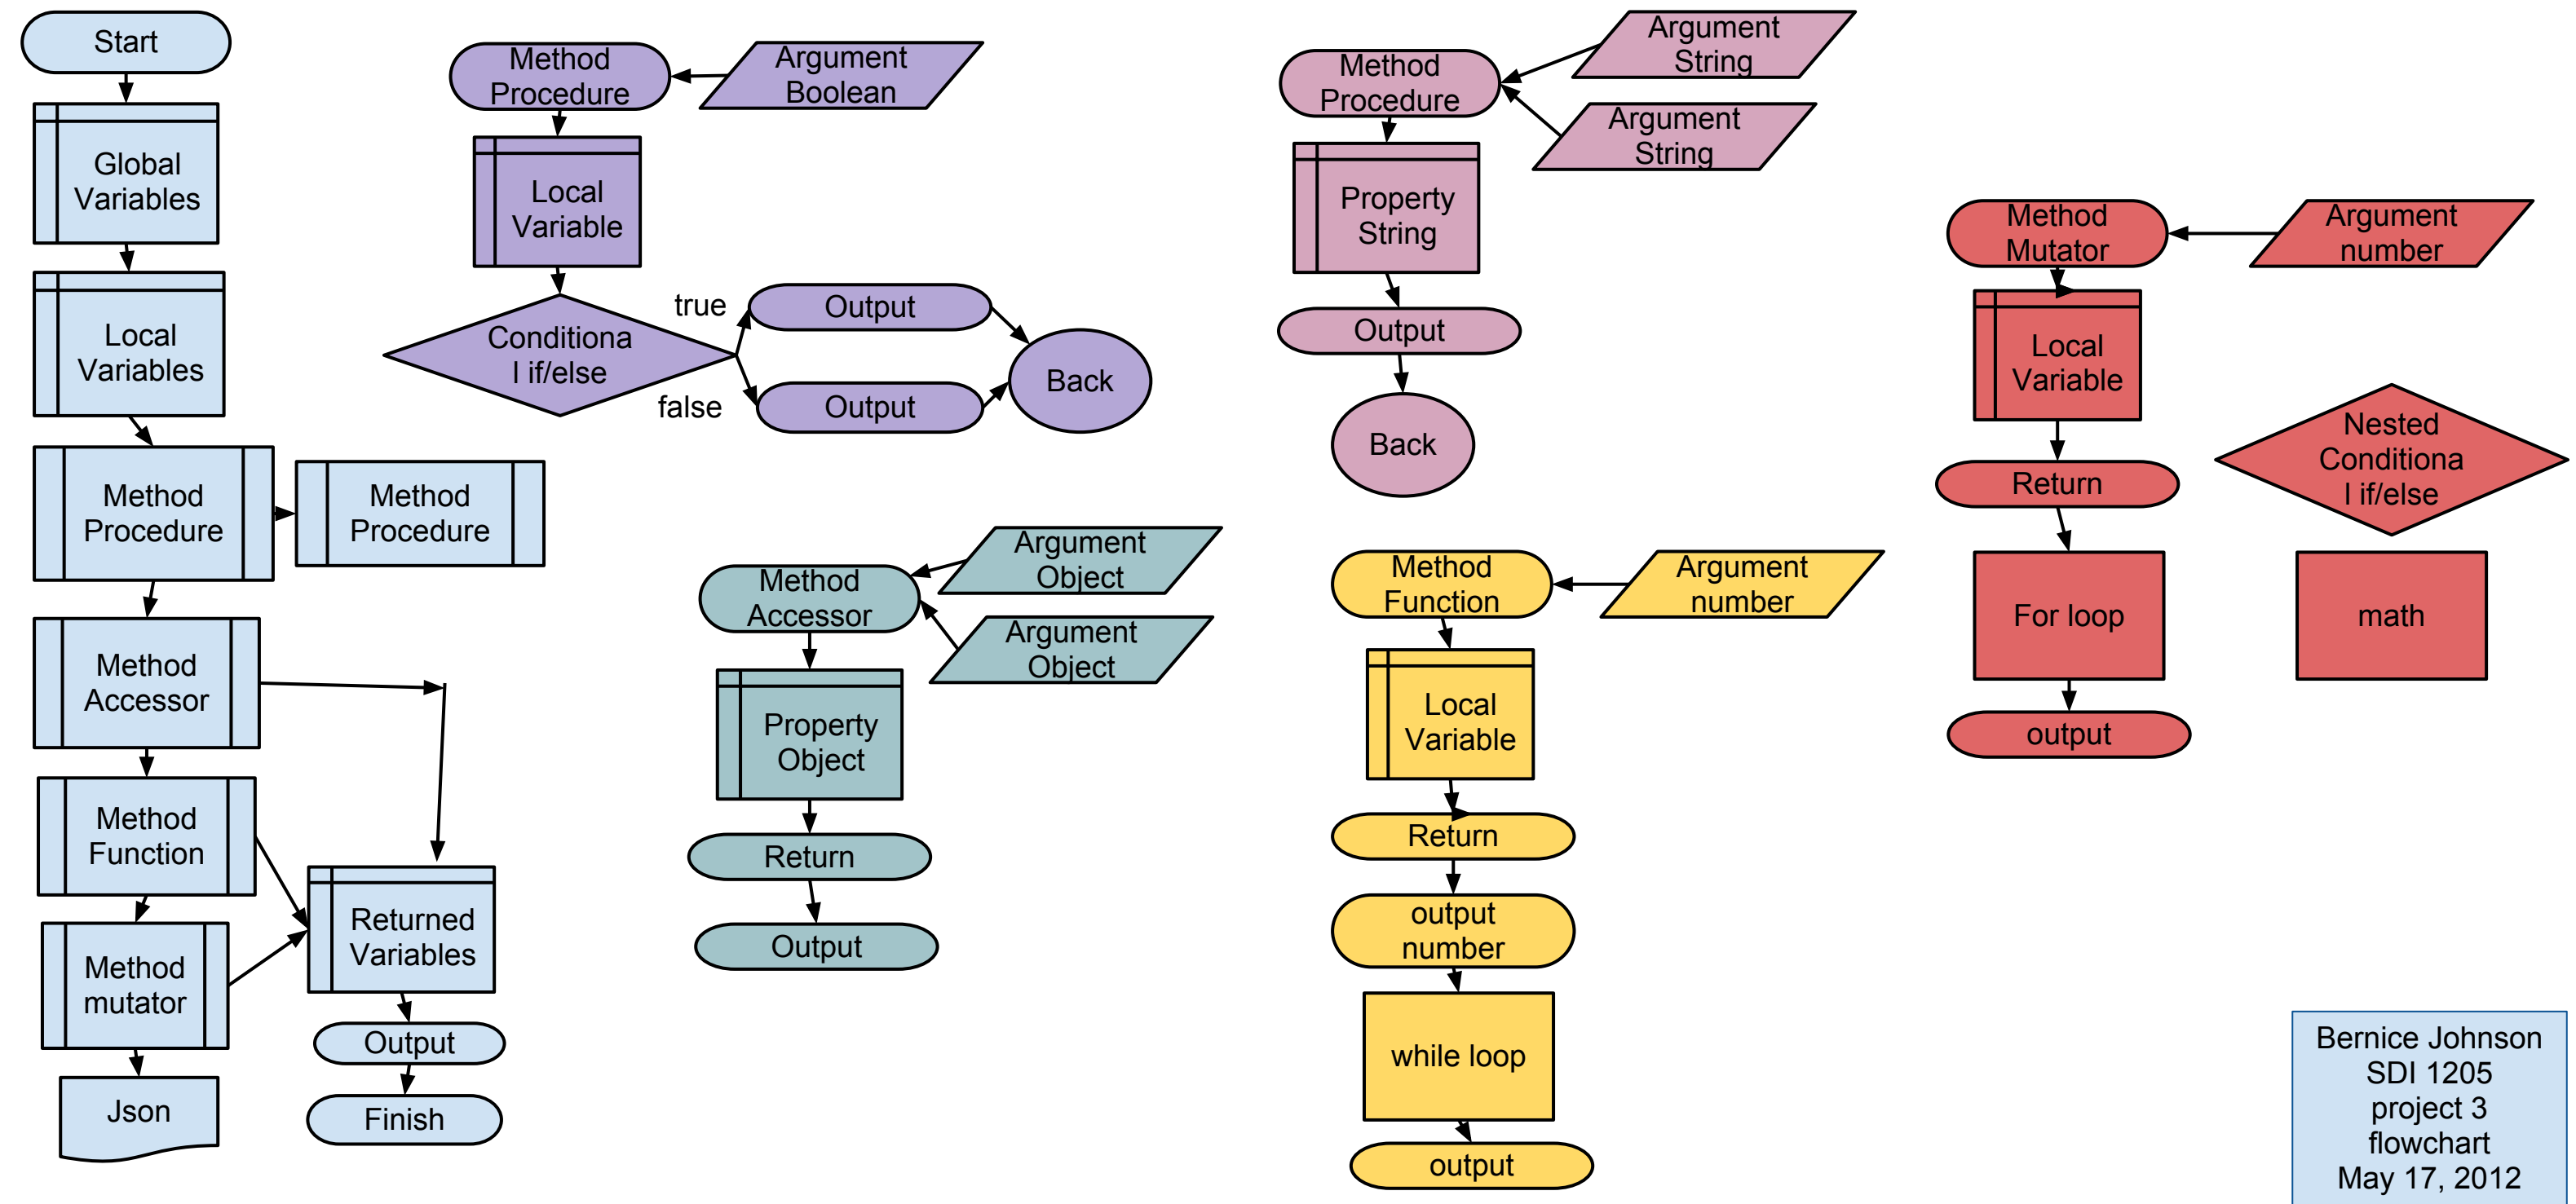 Start
Global
Variables
Local
Variables
Method
Procedure
Method
Procedure
Method
Accessor
Method
Function
Method
mutator
Json
Returned
Variables
Output
Finish
Method
Procedure
Argument
Boolean
Local
Variable
Conditiona
l if/else
true
false
Output
Output
Back
Method
Accessor
Argument
Object
Argument
Object
Property
Object
Return
Output
Method
Procedure
Argument
String
Argument
String
Property
String
Output
Back
Method
Function
Argument
number
Local
Variable
Return
output
number
while loop
output
Method
Mutator
Argument
number
Local
Variable
Return
For loop
output
Nested
Conditiona
l if/else
math
Bernice Johnson
SDI 1205
project 3
flowchart
May 17, 2012